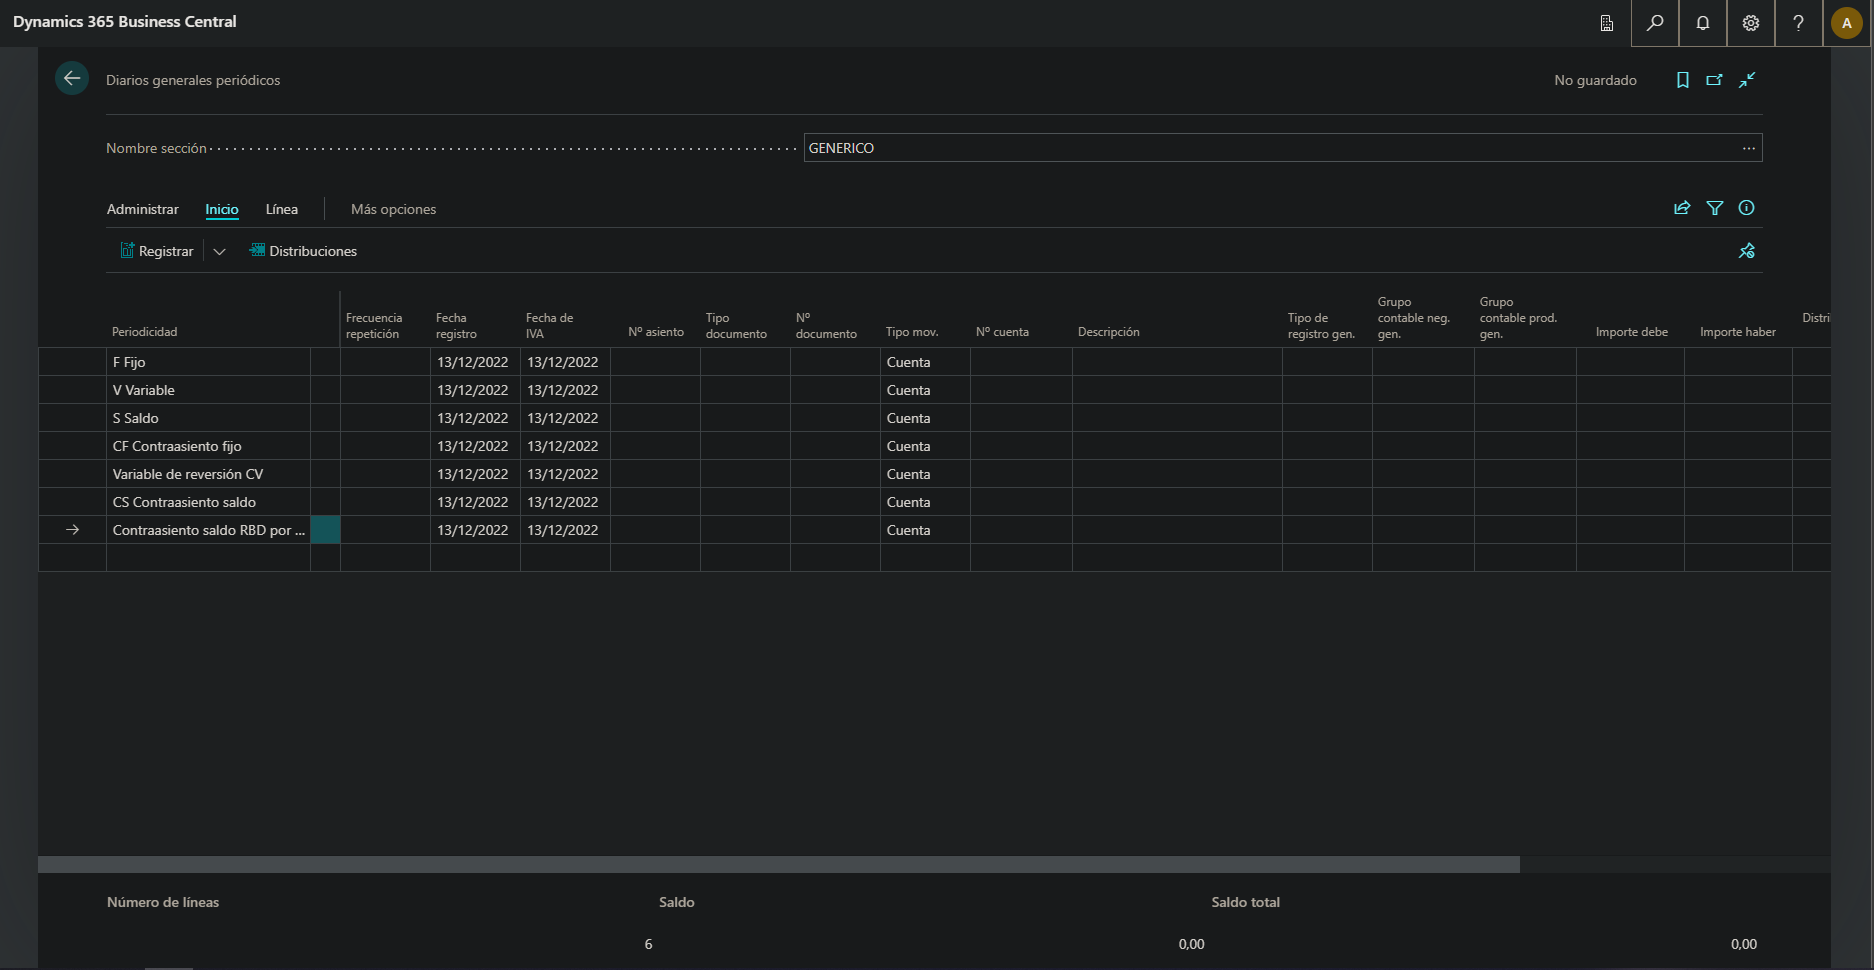 Dynamics 365 Business Central
A
Diarios generales periódicos
No guardado
Nombre sección
GENERICO
Administrar Inicio Línea Más opciones
Registrar Distribuciones
Periodicidad Frecuencia repetición Fecha registro Fecha de IVA Nº asiento Tipo documento Nº documento Tipo mov. Nº cuenta Descripción Tipo de registro gen. Grupo contable neg. gen. Grupo contable prod. gen. Importe debe Importe haber Distri
F Fijo 13/12/2022 13/12/2022 Cuenta
V Variable 13/12/2022 13/12/2022 Cuenta
S Saldo 13/12/2022 13/12/2022 Cuenta
CF Contraasiento fijo 13/12/2022 13/12/2022 Cuenta
Variable de reversión CV 13/12/2022 13/12/2022 Cuenta
CS Contraasiento saldo 13/12/2022 13/12/2022 Cuenta
Contraasiento saldo RBD por ... 13/12/2022 13/12/2022 Cuenta
Número de líneas Saldo Saldo total
6 0,00 0,00